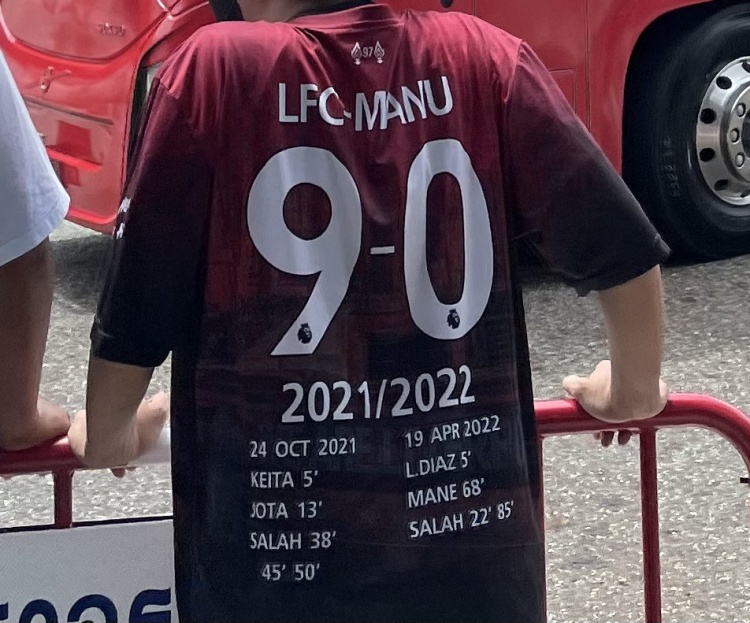 97
LFC-MANU
9-0
2021/2022
24 OCT 2021
KEITA 5'
JOTA 13'
SALAH 38'
45' 50'
19 APR 2022
L.DIAZ 5'
MANE 68'
SALAH 22' 85'